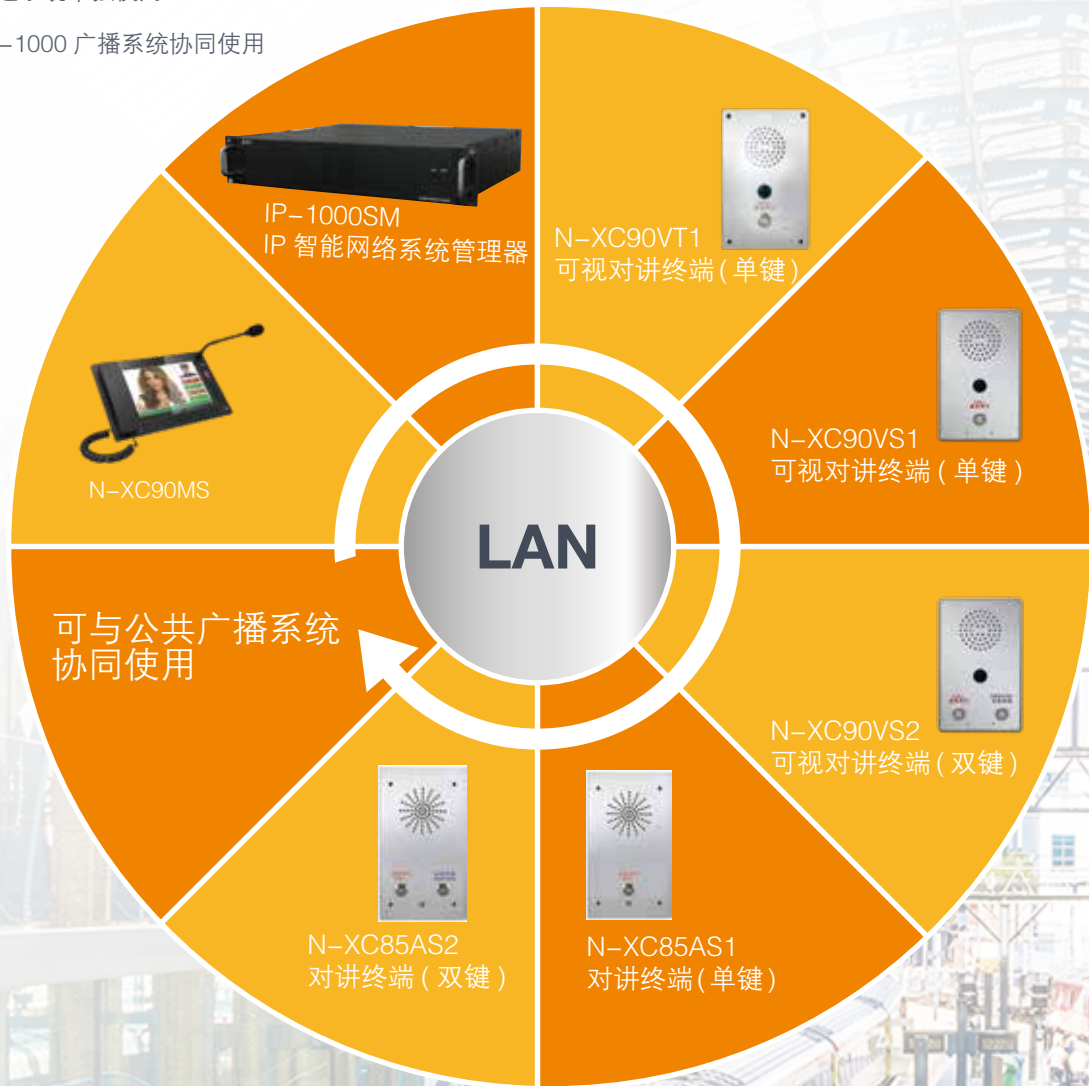 –1000 广播系统协同使用
IP–1000SM
IP 智能网络系统管理器
N–XC90VT1
可视对讲终端 ( 单键 )
N–XC90VS1
可视对讲终端 ( 单键 )
N–XC90MS
LAN
可与公共广播系统
协同使用
N–XC90VS2
可视对讲终端 ( 双键 )
N–XC85AS2
对讲终端 ( 双键 )
N–XC85AS1
对讲终端 ( 单键 )